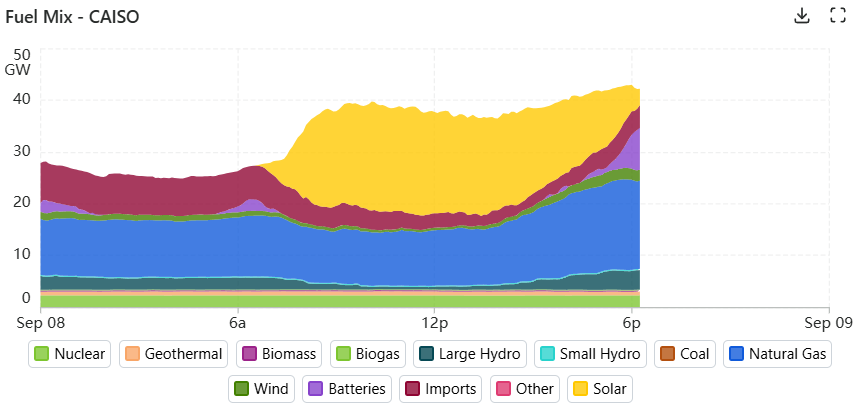 Fuel Mix - CAISO
50
GW
40
30
20
10
0
Sep 08 6a 12p 6p Sep 09
Nuclear Geothermal Biomass Biogas Large Hydro Small Hydro Coal Natural Gas
Wind Batteries Imports Other Solar